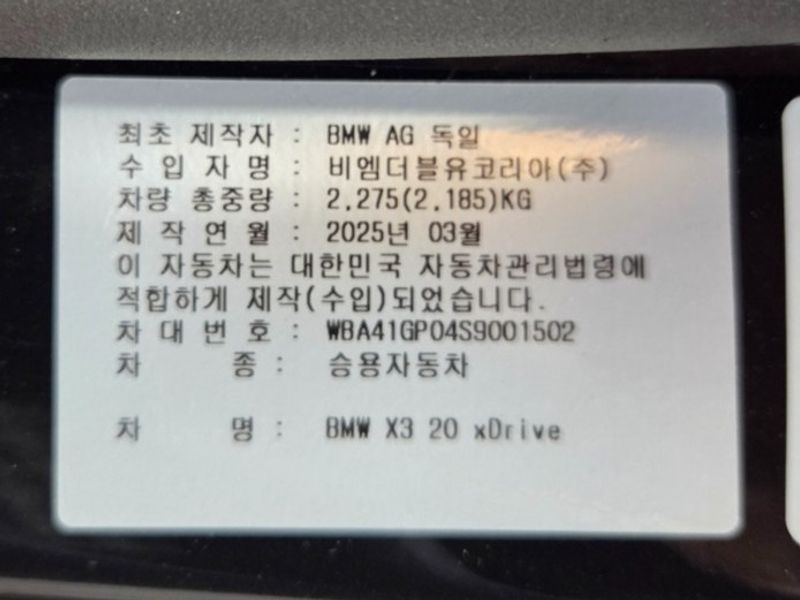 최초 제작자 : BMW AG 독일
수 입 자 명 : 비엠더블유코리아(주)
차량 총중량 : 2,275(2,185)KG
제 작 연 월 : 2025년 03월
이 자동차는 대한민국 자동차관리법령에
적합하게 제작(수입)되었습니다.
차 대 번 호 : WBA41GP04S9001502
차 종 : 승용자동차
차 명 : BMW X3 20 xDrive